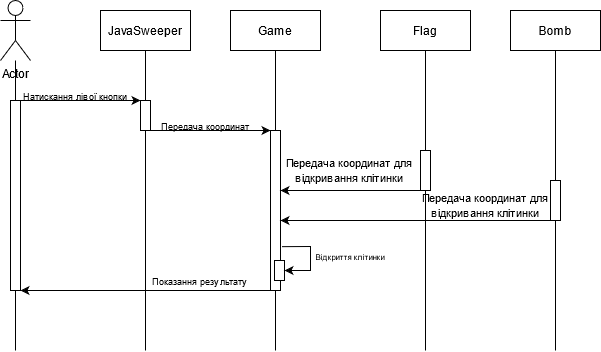 JavaSweeper
Game
Flag
Bomb
Actor
Натискання лівої кнопки
Передача координат
Передача координат для
відкривання клітинки
Передача координат для
відкривання клітинки
Відкриття клітинки
Показання результату